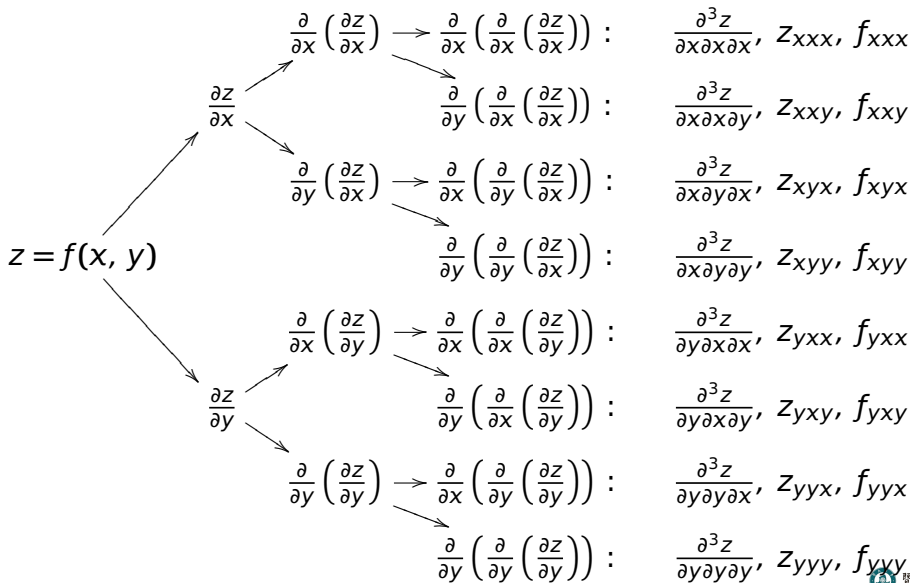 ∂/∂x (∂z/∂x) → ∂/∂x (∂/∂x (∂z/∂x)) : ∂³z/∂x∂x∂x, z_xxx, f_xxx
∂z/∂x
∂/∂y (∂/∂x (∂z/∂x)) : ∂³z/∂x∂x∂y, z_xxy, f_xxy
∂/∂y (∂z/∂x) → ∂/∂x (∂/∂y (∂z/∂x)) : ∂³z/∂x∂y∂x, z_xyx, f_xyx
z = f(x, y)
∂/∂y (∂/∂y (∂z/∂x)) : ∂³z/∂x∂y∂y, z_xyy, f_xyy
∂/∂x (∂z/∂y) → ∂/∂x (∂/∂x (∂z/∂y)) : ∂³z/∂y∂x∂x, z_yxx, f_yxx
∂z/∂y
∂/∂y (∂/∂x (∂z/∂y)) : ∂³z/∂y∂x∂y, z_yxy, f_yxy
∂/∂y (∂z/∂y) → ∂/∂x (∂/∂y (∂z/∂y)) : ∂³z/∂y∂y∂x, z_yyx, f_yyx
∂/∂y (∂/∂y (∂z/∂y)) : ∂³z/∂y∂y∂y, z_yyy, f_yyy